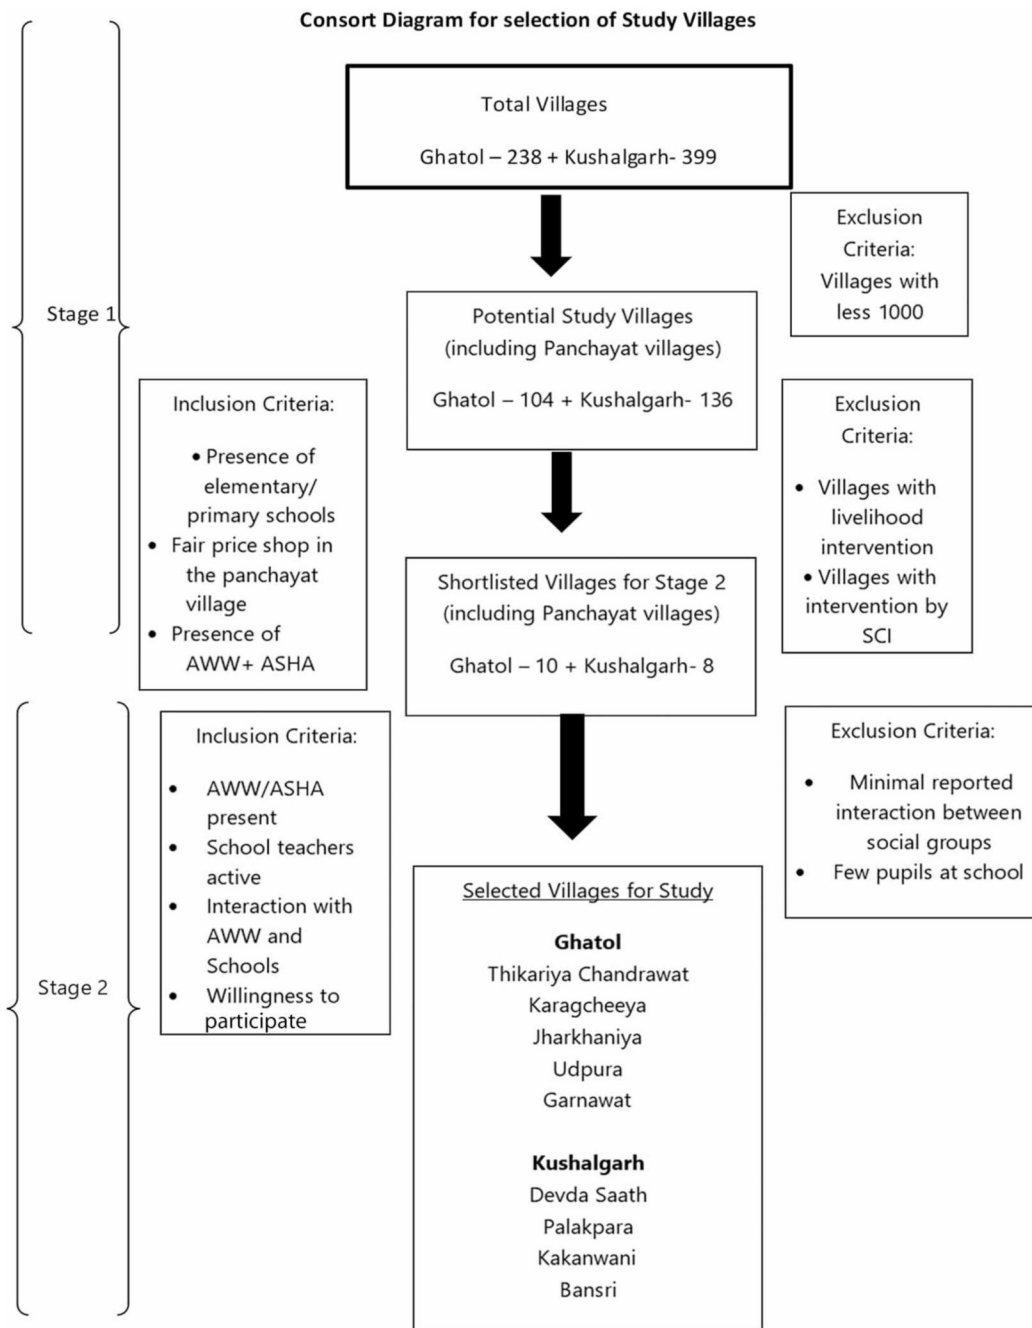 Consort Diagram for selection of Study Villages
Total Villages
Ghatol – 238 + Kushalgarh- 399
Exclusion
Criteria:
Villages with
less 1000
Stage 1
Potential Study Villages
(including Panchayat villages)
Ghatol – 104 + Kushalgarh- 136
Inclusion Criteria:
• Presence of
elementary/
primary schools
• Fair price shop in
the panchayat
village
• Presence of
AWW+ ASHA
Exclusion
Criteria:
• Villages with
livelihood
intervention
• Villages with
intervention by
SCI
Shortlisted Villages for Stage 2
(including Panchayat villages)
Ghatol – 10 + Kushalgarh- 8
Inclusion Criteria:
• AWW/ASHA
present
• School teachers
active
• Interaction with
AWW and
Schools
• Willingness to
participate
Exclusion Criteria:
• Minimal reported
interaction between
social groups
• Few pupils at school
Stage 2
Selected Villages for Study
Ghatol
Thikariya Chandrawat
Karagcheeya
Jharkhaniya
Udpura
Garnawat
Kushalgarh
Devda Saath
Palakpara
Kakanwani
Bansri